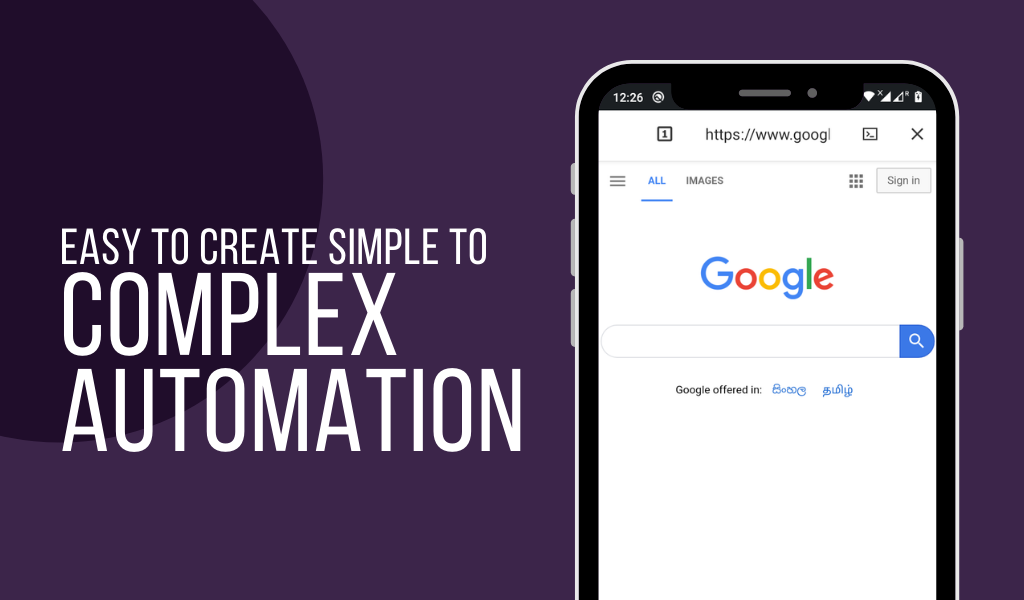 EASY TO CREATE SIMPLE TO
COMPLEX
AUTOMATION
12:26
1 https://www.googl
ALL IMAGES Sign in
Google
Google offered in: සිංහල தமிழ்